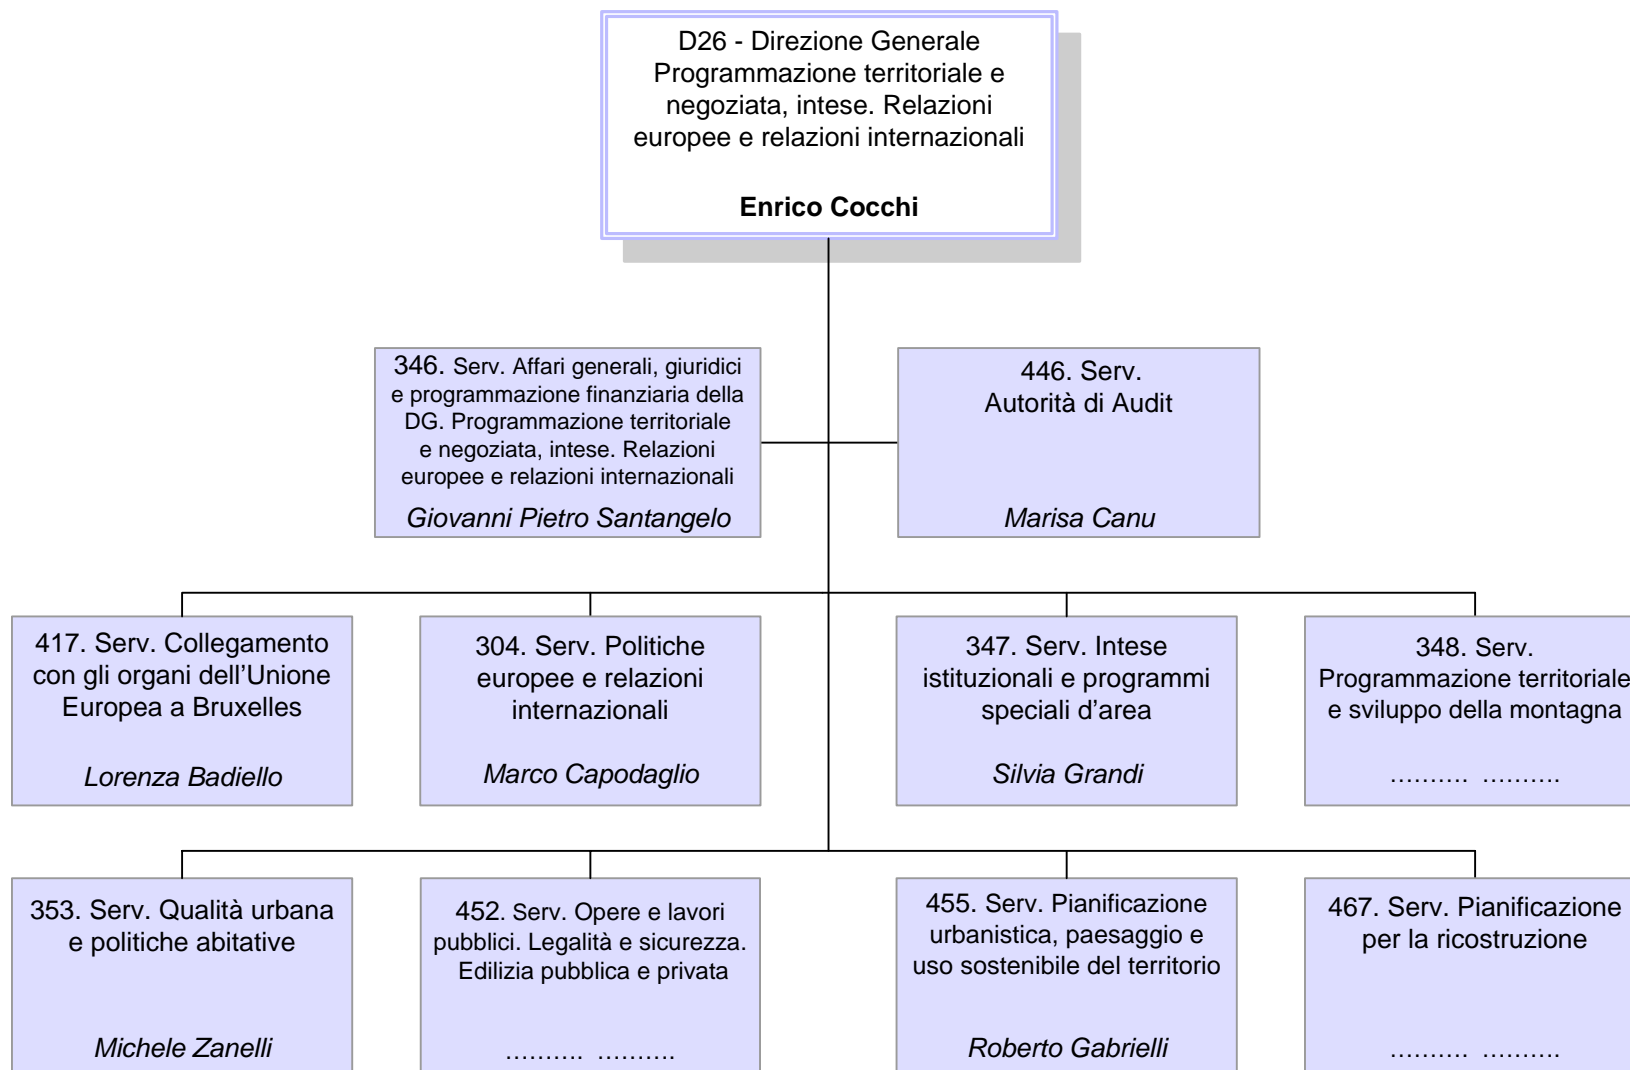 D26 - Direzione Generale
Programmazione territoriale e
negoziata, intese. Relazioni
europee e relazioni internazionali
Enrico Cocchi
346. Serv. Affari generali, giuridici
e programmazione finanziaria della
DG. Programmazione territoriale
e negoziata, intese. Relazioni
europee e relazioni internazionali
Giovanni Pietro Santangelo
446. Serv.
Autorità di Audit
Marisa Canu
417. Serv. Collegamento
con gli organi dell’Unione
Europea a Bruxelles
Lorenza Badiello
304. Serv. Politiche
europee e relazioni
internazionali
Marco Capodaglio
347. Serv. Intese
istituzionali e programmi
speciali d’area
Silvia Grandi
348. Serv.
Programmazione territoriale
e sviluppo della montagna
.......... ..........
353. Serv. Qualità urbana
e politiche abitative
Michele Zanelli
452. Serv. Opere e lavori
pubblici. Legalità e sicurezza.
Edilizia pubblica e privata
.......... ..........
455. Serv. Pianificazione
urbanistica, paesaggio e
uso sostenibile del territorio
Roberto Gabrielli
467. Serv. Pianificazione
per la ricostruzione
.......... ..........